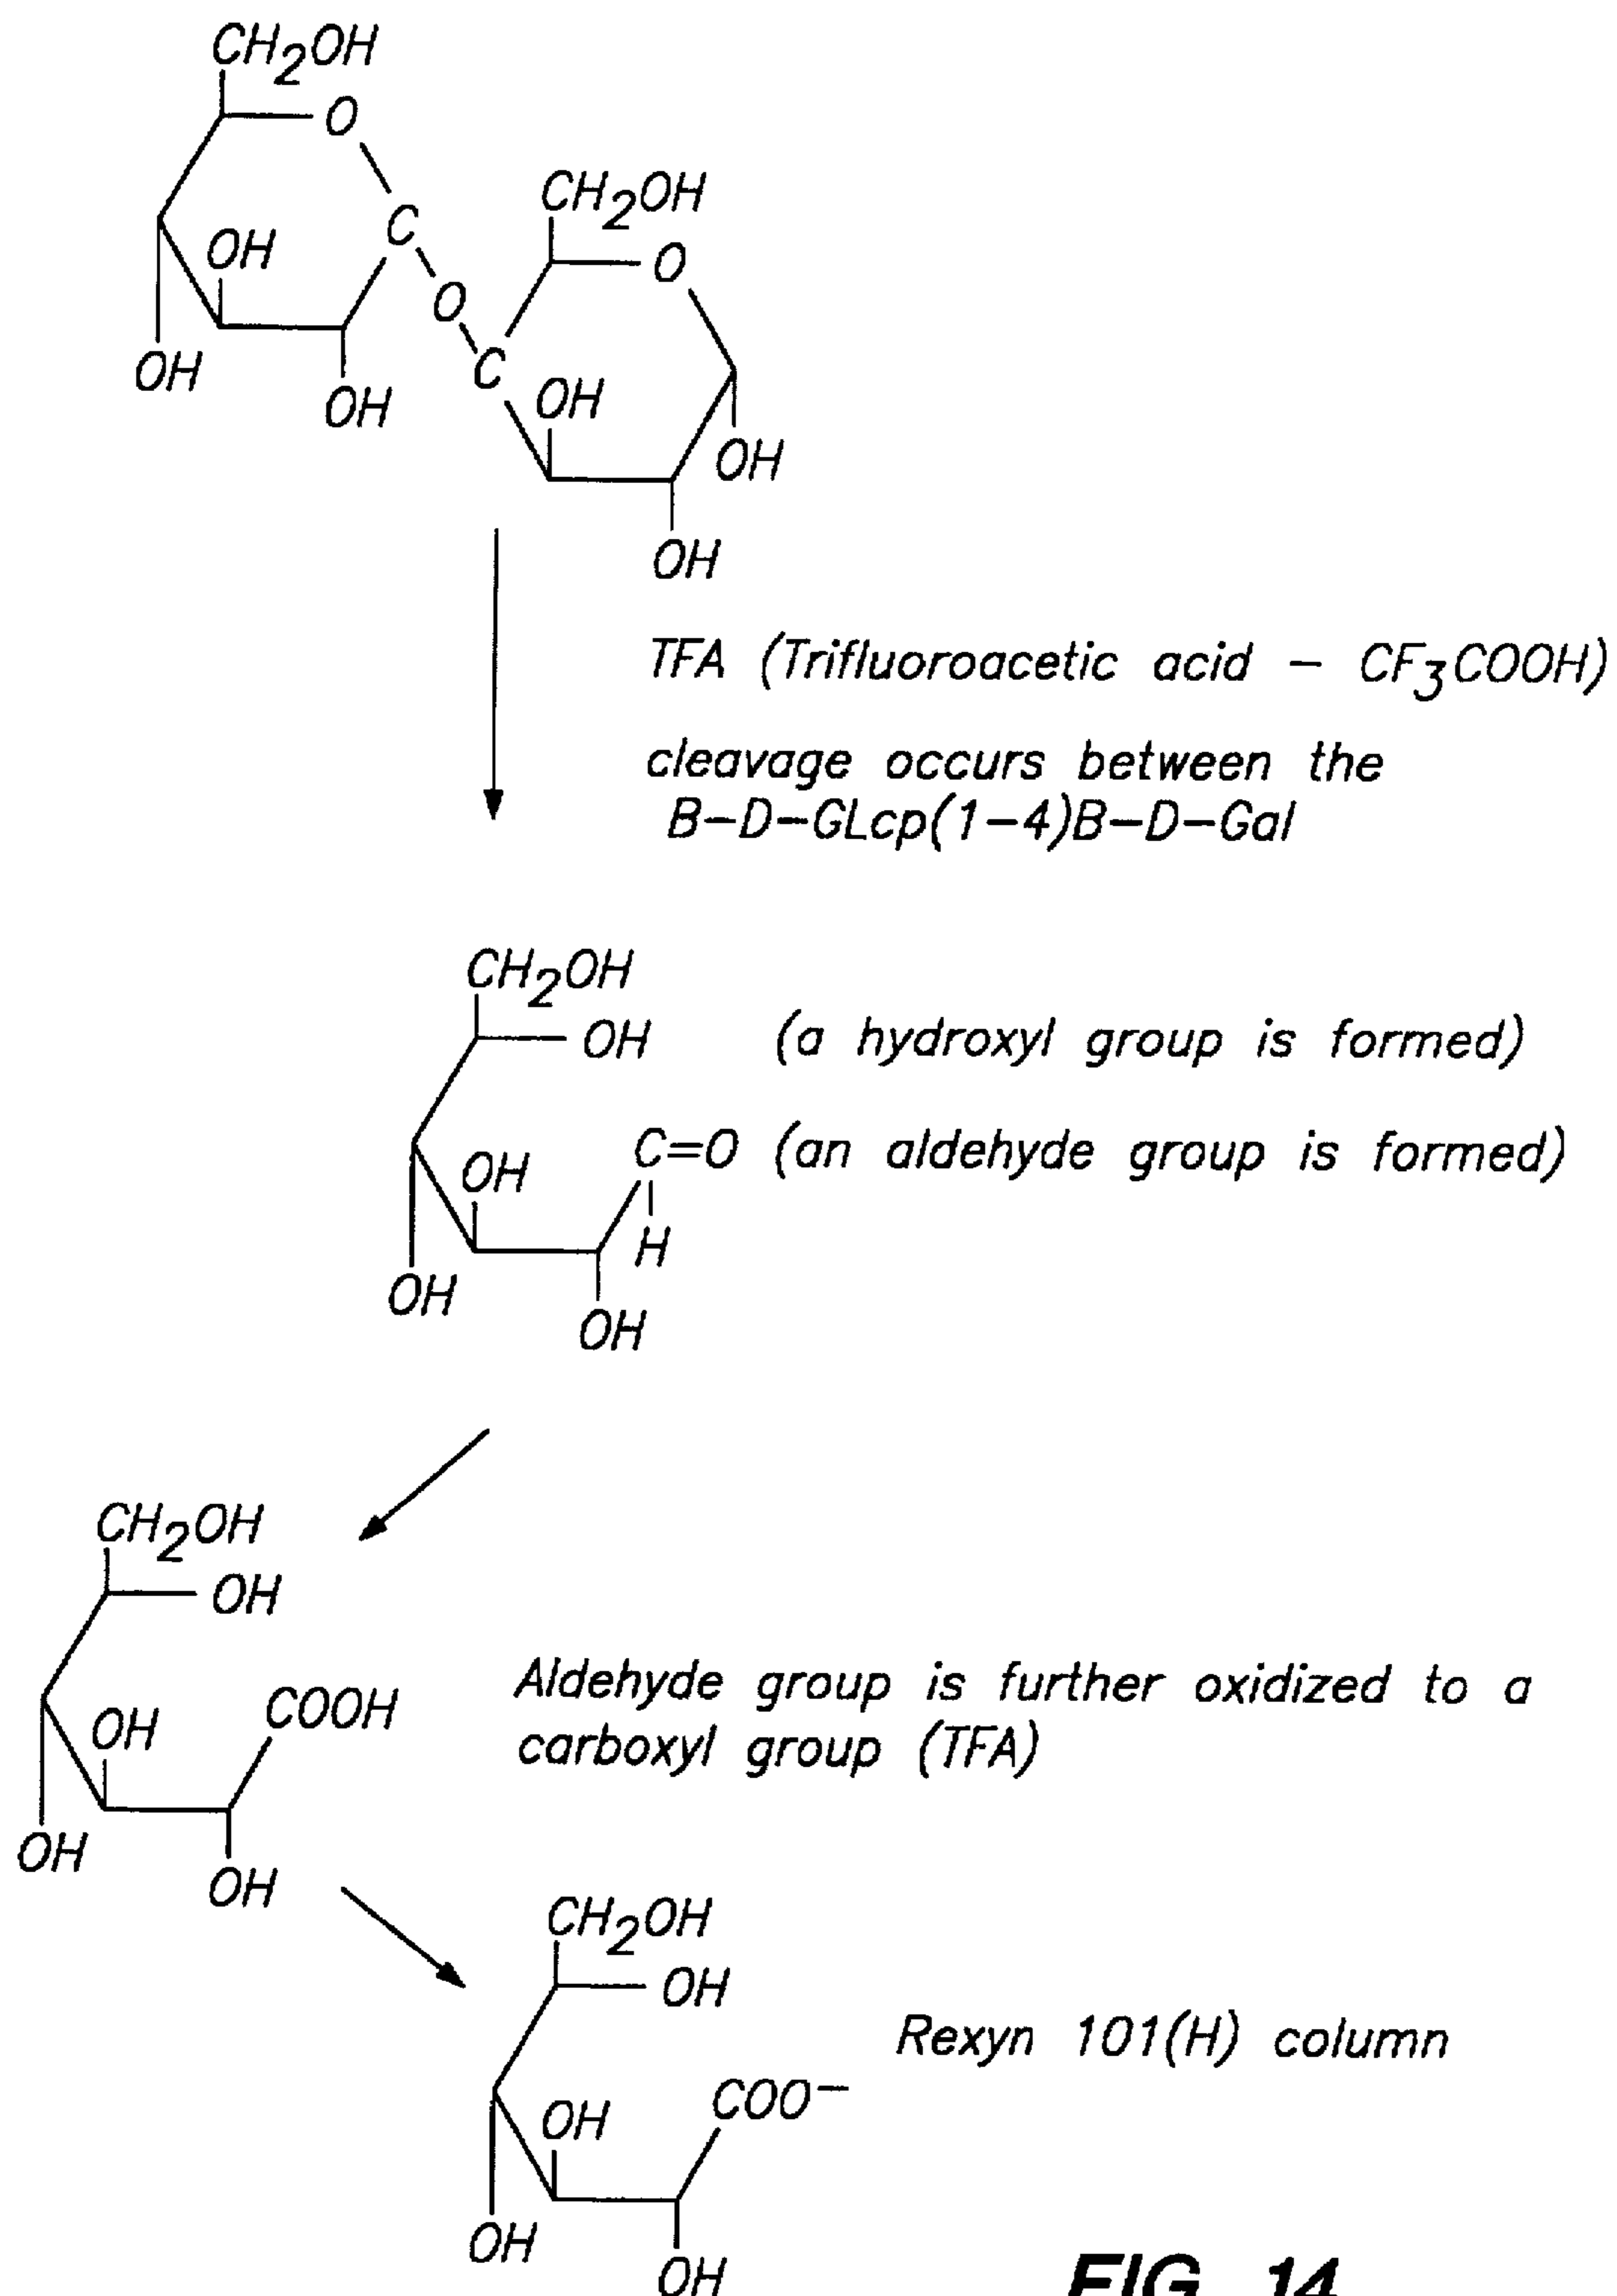 CH2OH
O
C
OH
O
OH
OH
CH2OH
O
C
OH
OH
OH
TFA (Trifluoroacetic acid – CF3COOH)
cleavage occurs between the
B–D–GLcp(1–4)B–D–Gal
CH2OH
OH (a hydroxyl group is formed)
C=O (an aldehyde group is formed)
OH
H
OH
OH
CH2OH
OH
COOH
OH
OH
OH
Aldehyde group is further oxidized to a
carboxyl group (TFA)
CH2OH
OH
Rexyn 101(H) column
COO–
OH
OH
OH
FIG. 14